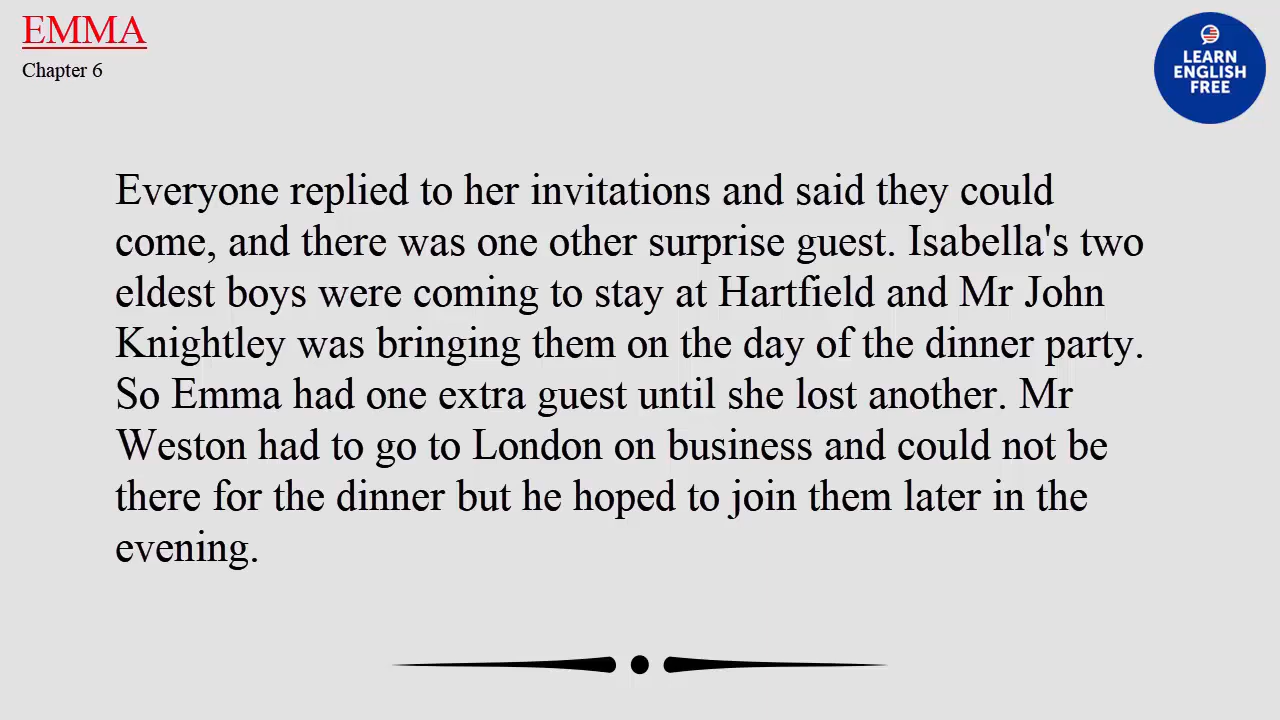 EMMA
Chapter 6
LEARN
ENGLISH
FREE
Everyone replied to her invitations and said they could
come, and there was one other surprise guest. Isabella's two
eldest boys were coming to stay at Hartfield and Mr John
Knightley was bringing them on the day of the dinner party.
So Emma had one extra guest until she lost another. Mr
Weston had to go to London on business and could not be
there for the dinner but he hoped to join them later in the
evening.